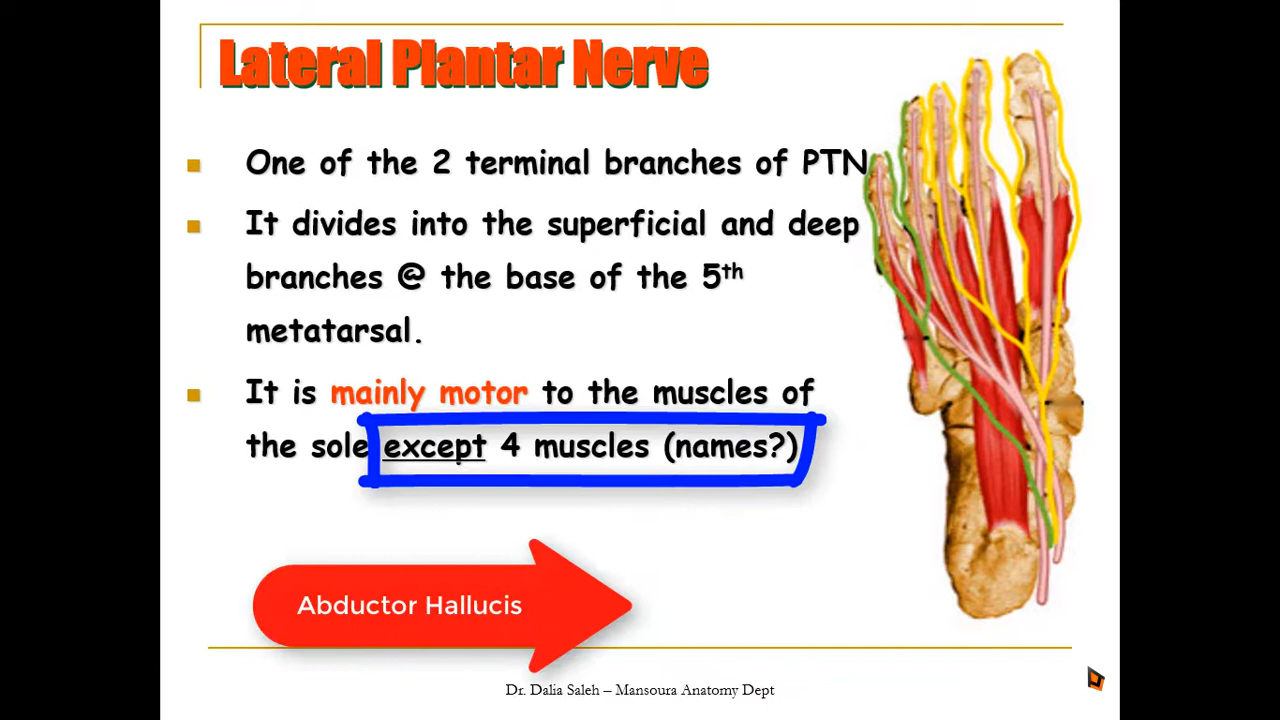 Lateral Plantar Nerve
One of the 2 terminal branches of PTN
It divides into the superficial and deep
branches @ the base of the 5th
metatarsal.
It is mainly motor to the muscles of
the sole except 4 muscles (names?)
Abductor Hallucis
Dr. Dalia Saleh – Mansoura Anatomy Dept